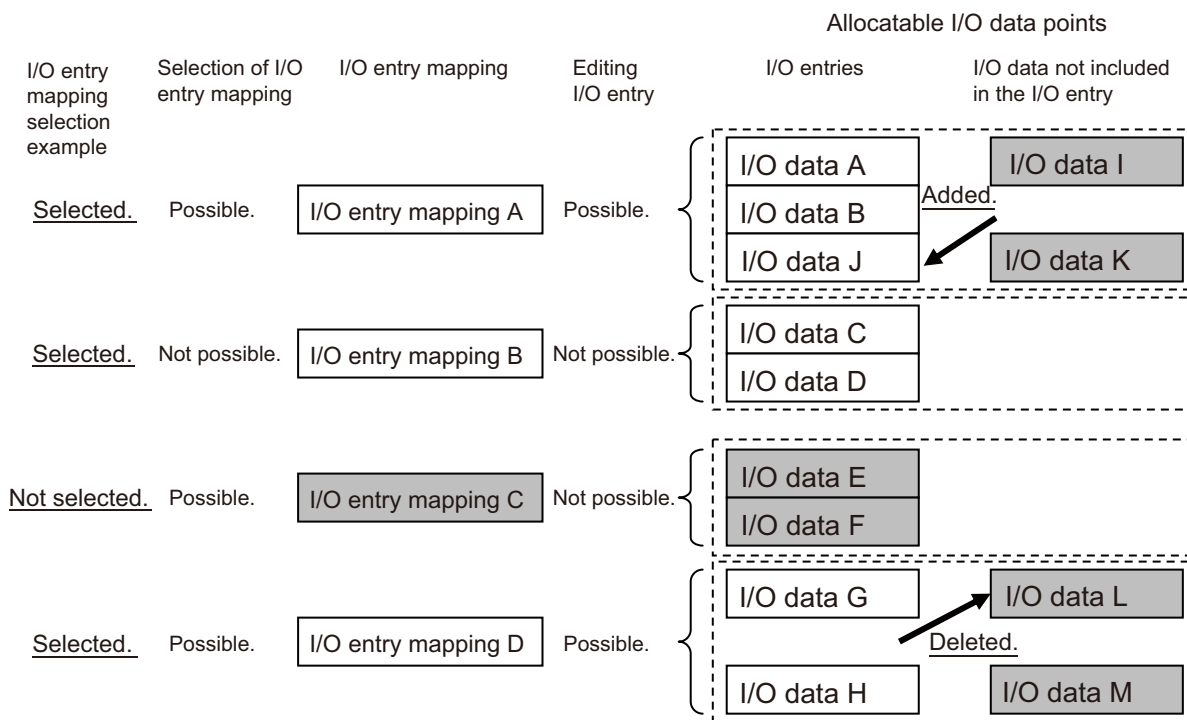 Allocatable I/O data points
I/O entry
mapping
selection
example
Selection of I/O
entry mapping
I/O entry mapping
Editing
I/O entry
I/O entries
I/O data not included
in the I/O entry
Selected.
Possible.
I/O entry mapping A
Possible.
I/O data A
I/O data B
I/O data J
Added.
I/O data I
I/O data K
Selected.
Not possible.
I/O entry mapping B
Not possible.
I/O data C
I/O data D
Not selected.
Possible.
I/O entry mapping C
Not possible.
I/O data E
I/O data F
Selected.
Possible.
I/O entry mapping D
Possible.
I/O data G
I/O data H
Deleted.
I/O data L
I/O data M